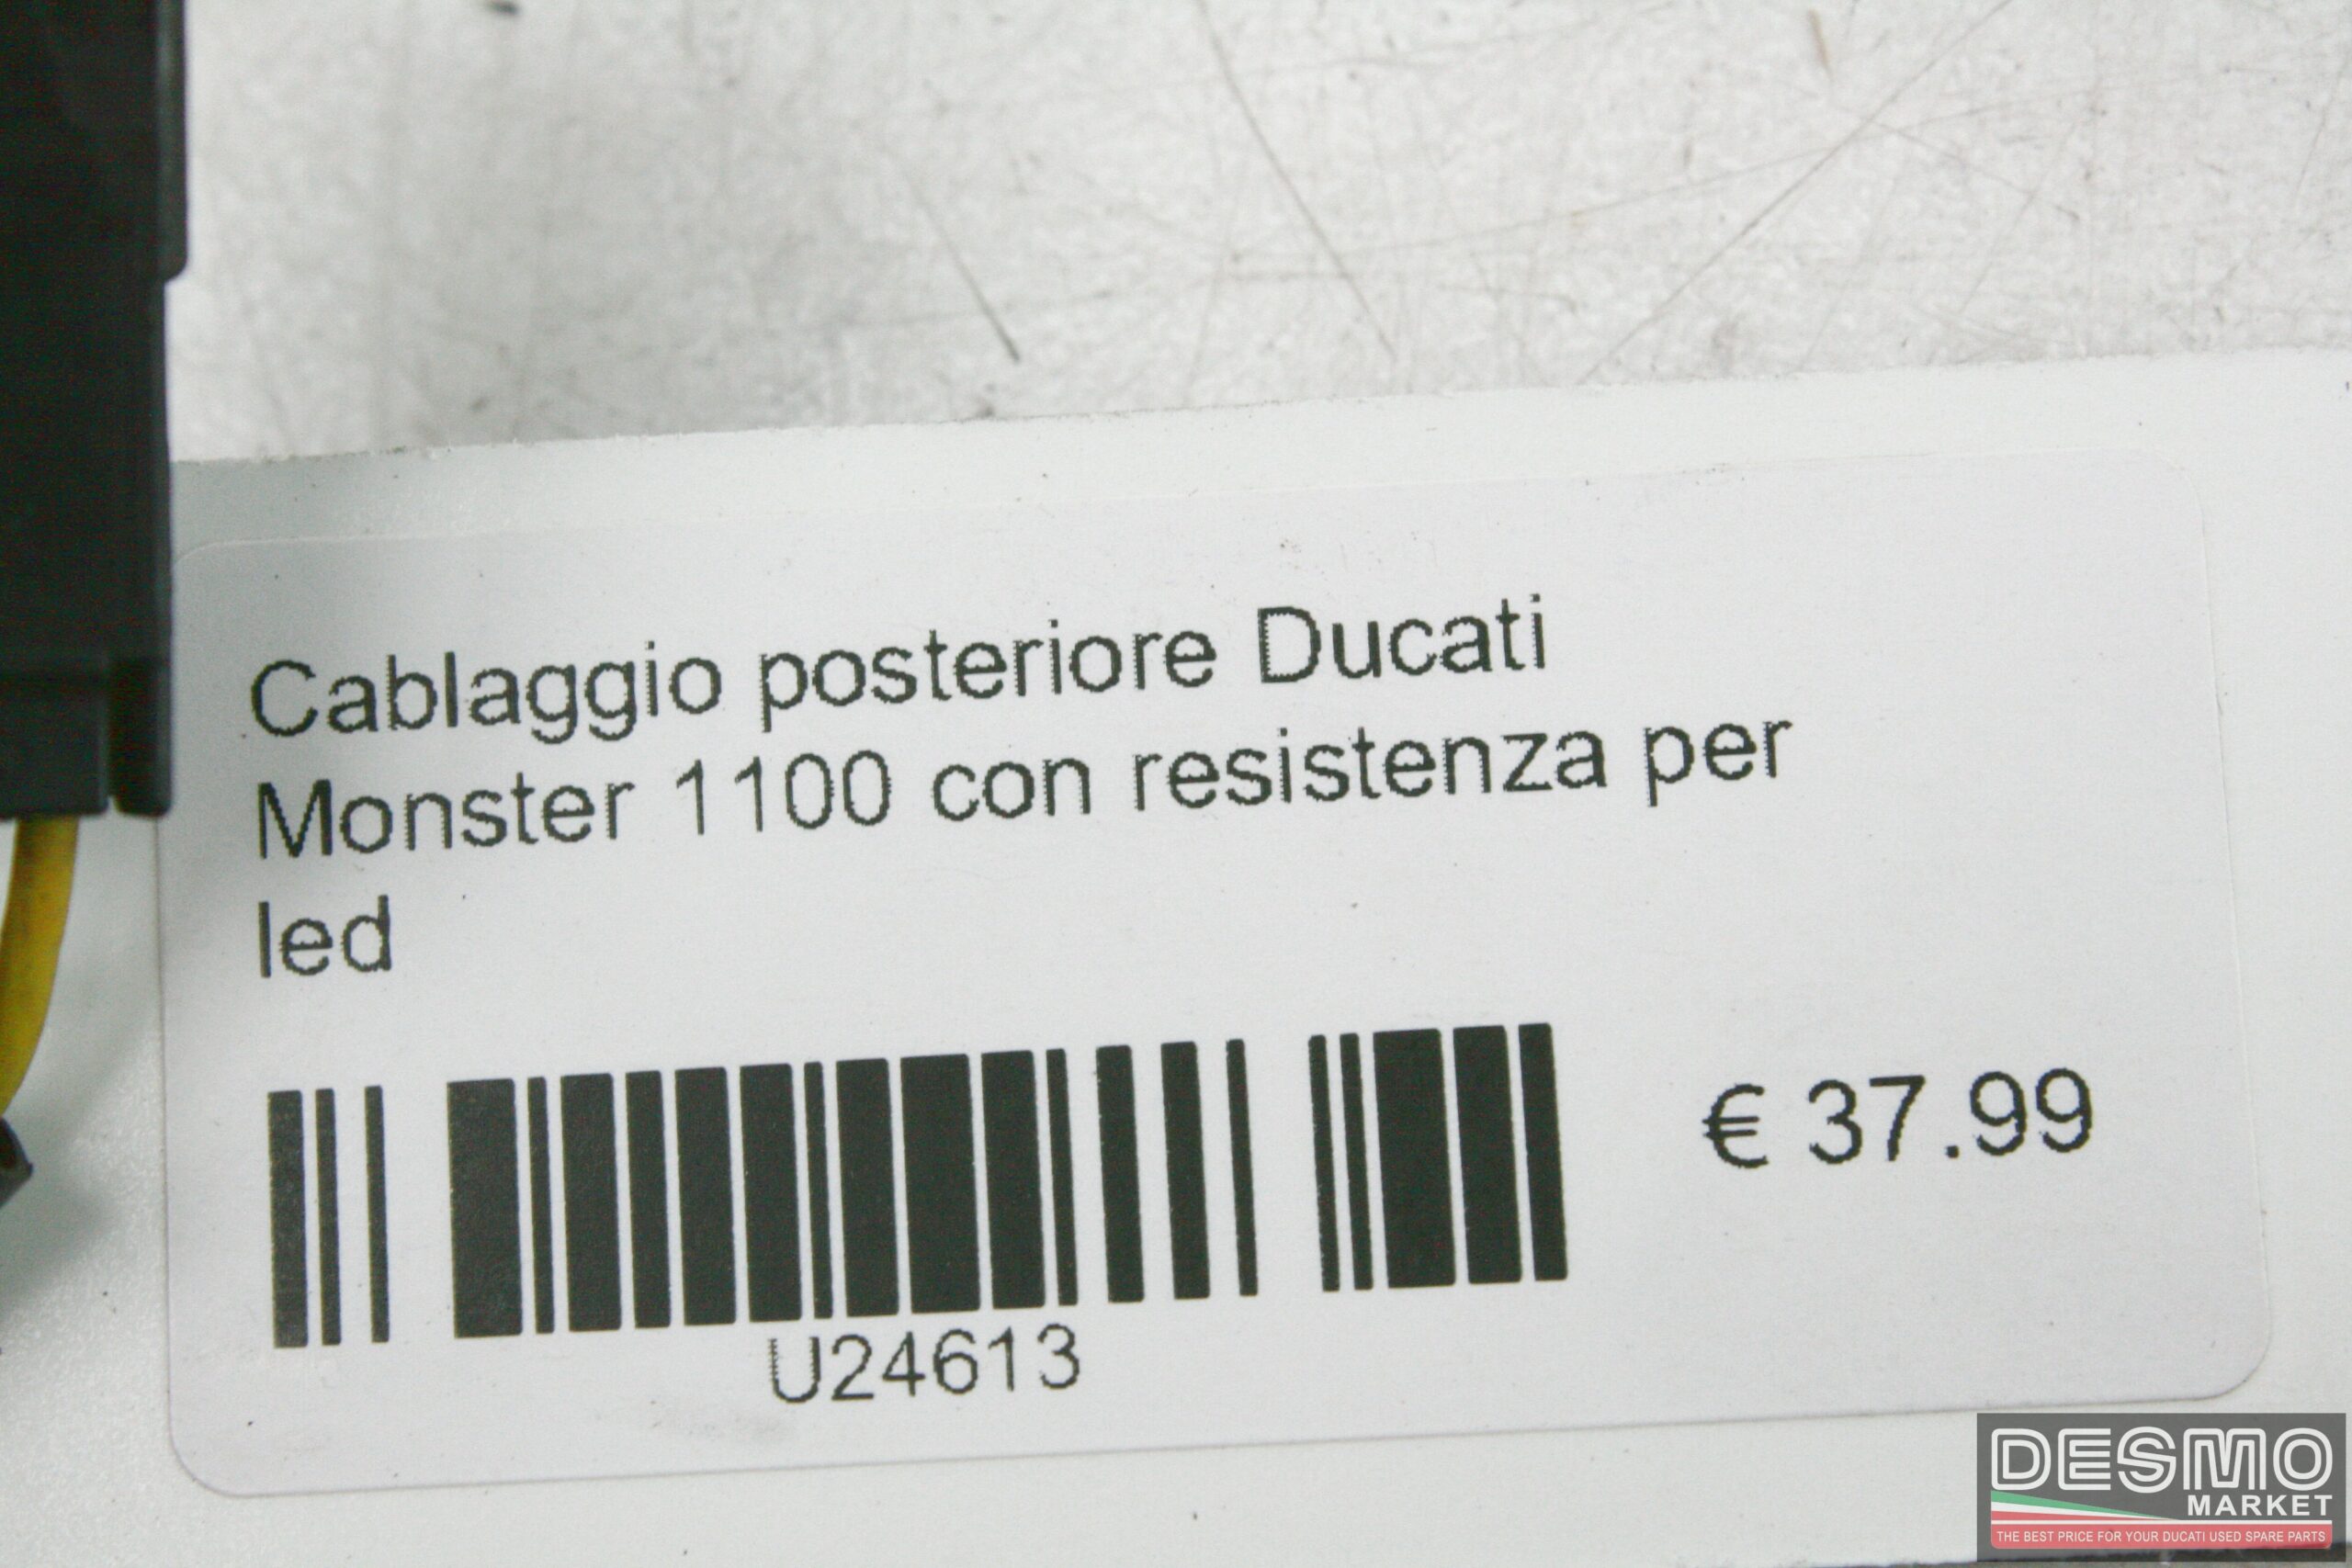 Cablaggio posteriore Ducati
Monster 1100 con resistenza per
led
€ 37.99
U24613
DESMO
MARKET
THE BEST PRICE FOR YOUR DUCATI USED SPARE PARTS